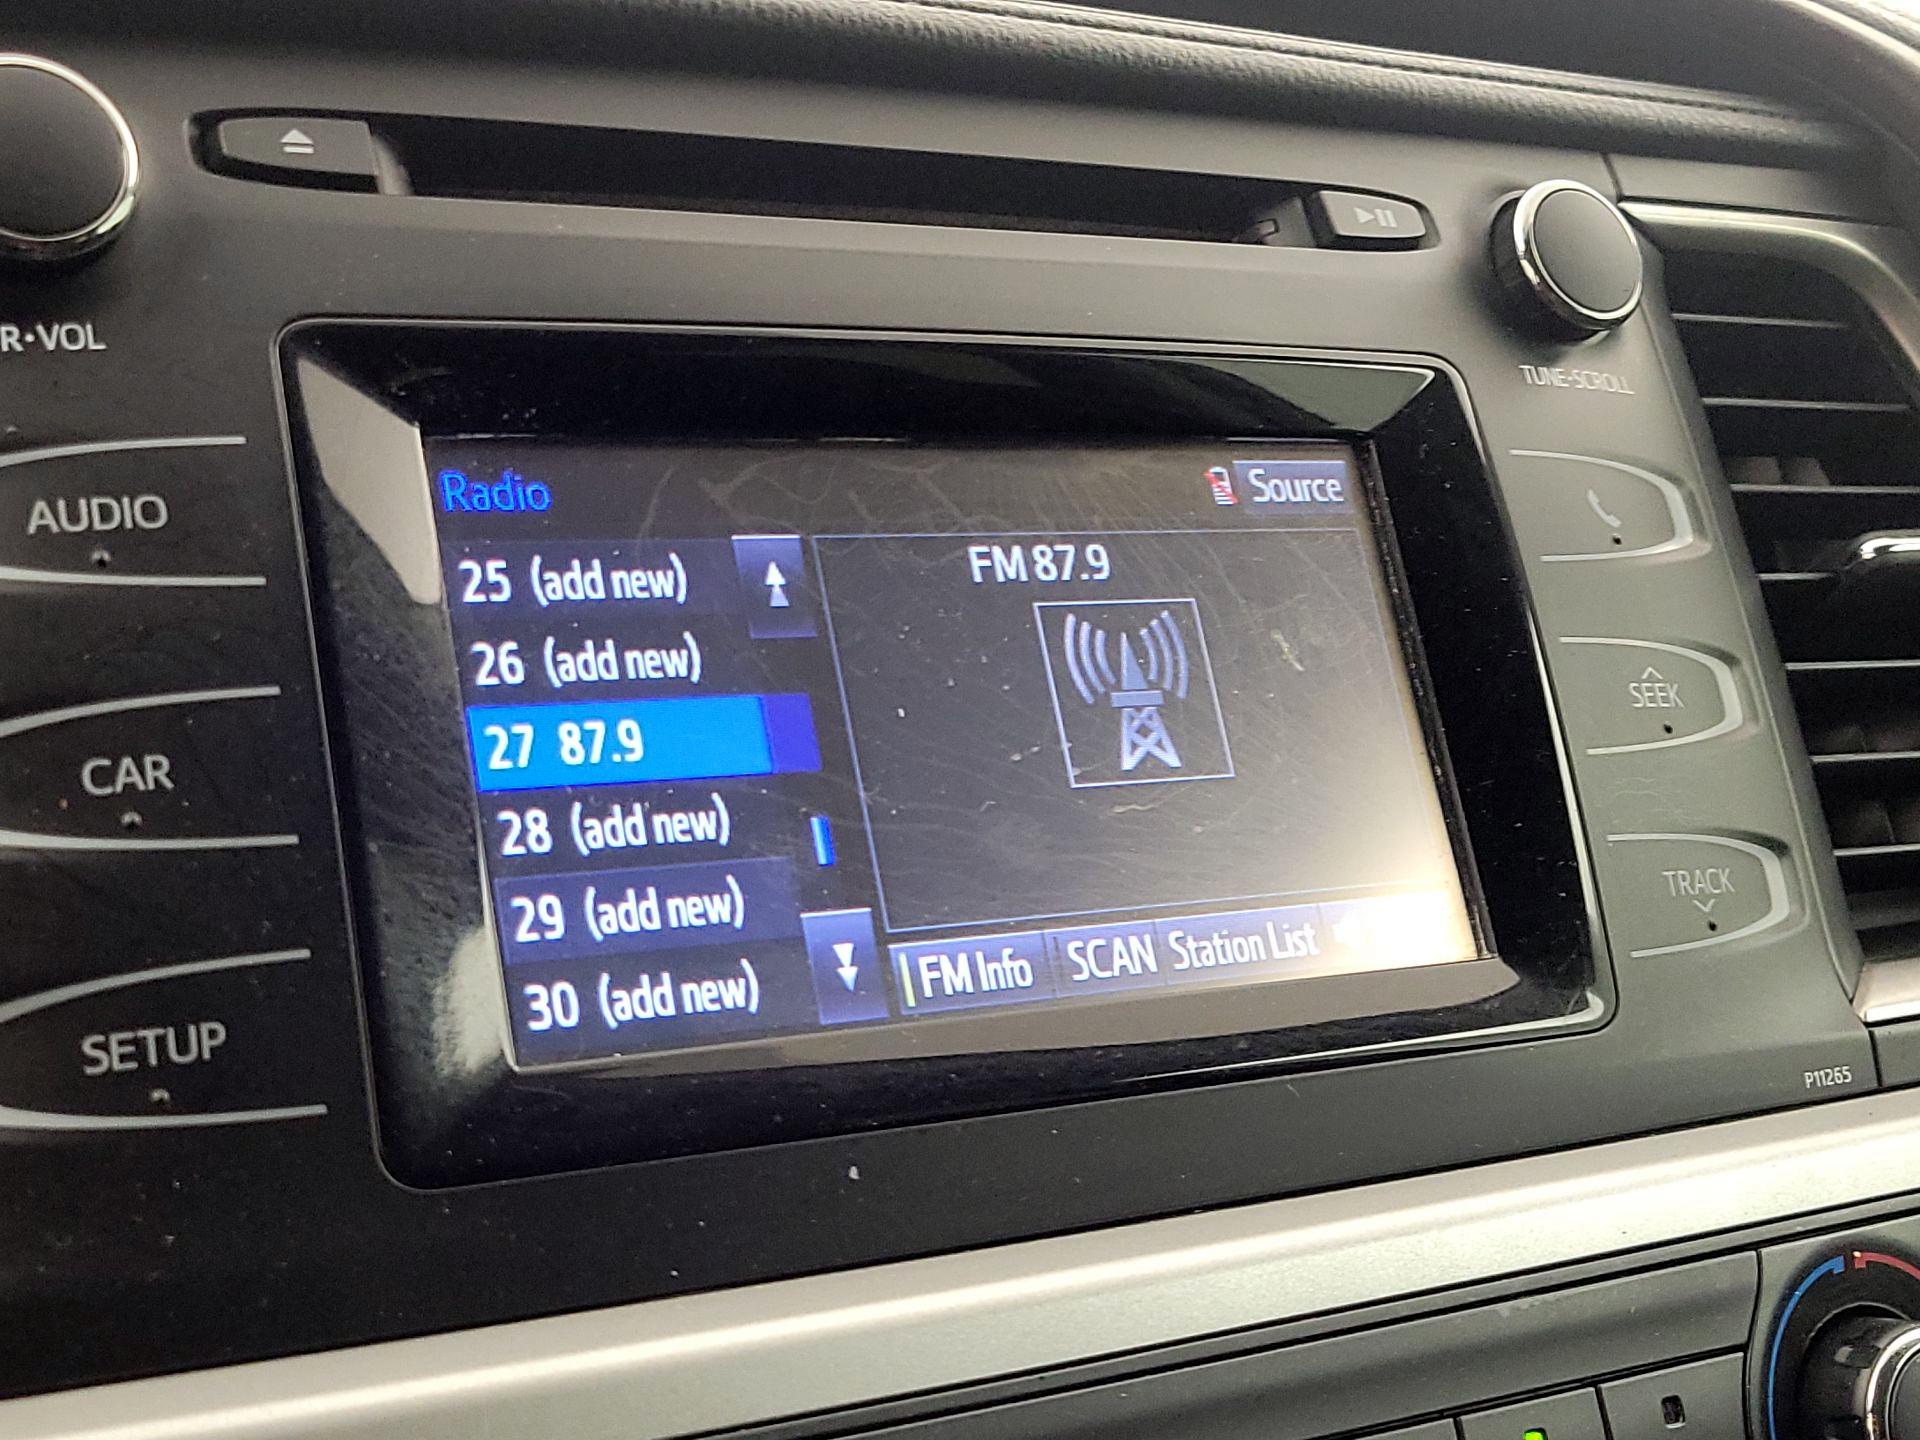 R•VOL
TUNE•SCROLL
AUDIO
CAR
SETUP
Radio
Source
25 (add new)
26 (add new)
27 87.9
28 (add new)
29 (add new)
30 (add new)
FM 87.9
FM Info
SCAN
Station List
SEEK
TRACK
P11265